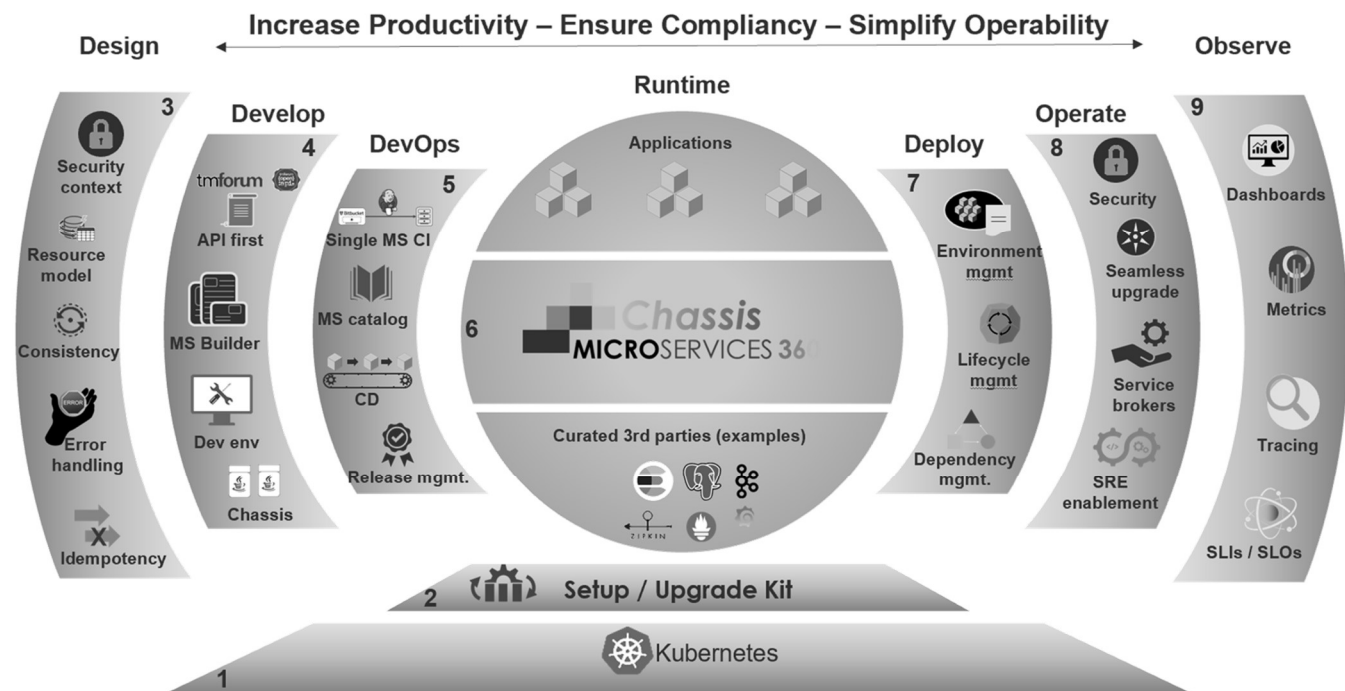 Increase Productivity – Ensure Compliancy – Simplify Operability
Design
3
Security
context
Resource
model
Consistency
ERROR
Error
handling
X
Idempotency
Develop
4
tmforum
API first
MS Builder
Dev env
Chassis
DevOps
5
Bitbucket
Single MS CI
MS catalog
CD
Release mgmt.
Runtime
Applications
6
Chassis
MICROSERVICES 360
Curated 3rd parties (examples)
ZIPKIN
Deploy
7
Environment
mgmt
Lifecycle
mgmt
Dependency
mgmt.
Operate
8
Security
Seamless
upgrade
Service
brokers
</>
SRE
enablement
Observe
9
Dashboards
Metrics
Tracing
SLIs / SLOs
2
Setup / Upgrade Kit
1
Kubernetes